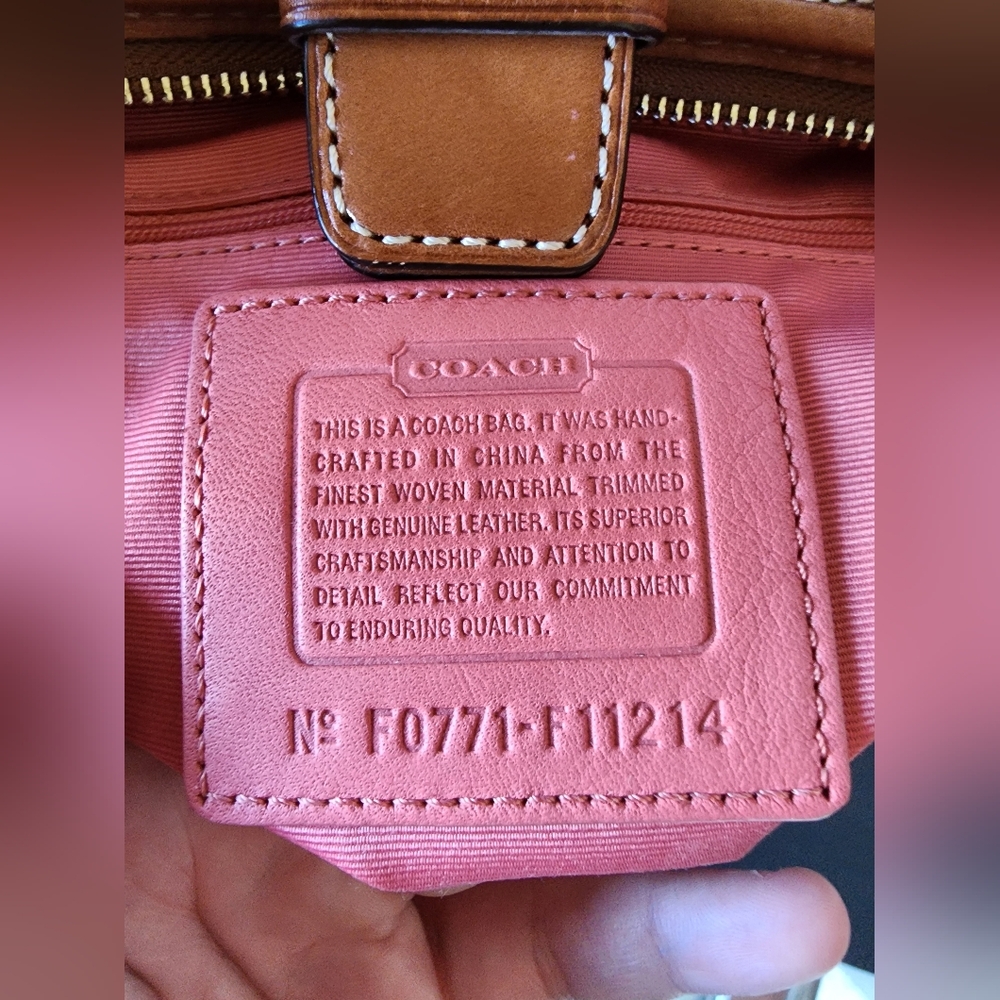 COACH
THIS IS A COACH BAG. IT WAS HAND-
CRAFTED IN CHINA FROM THE
FINEST WOVEN MATERIAL TRIMMED
WITH GENUINE LEATHER. ITS SUPERIOR
CRAFTSMANSHIP AND ATTENTION TO
DETAIL REFLECT OUR COMMITMENT
TO ENDURING QUALITY.
Nº F0771-F11214